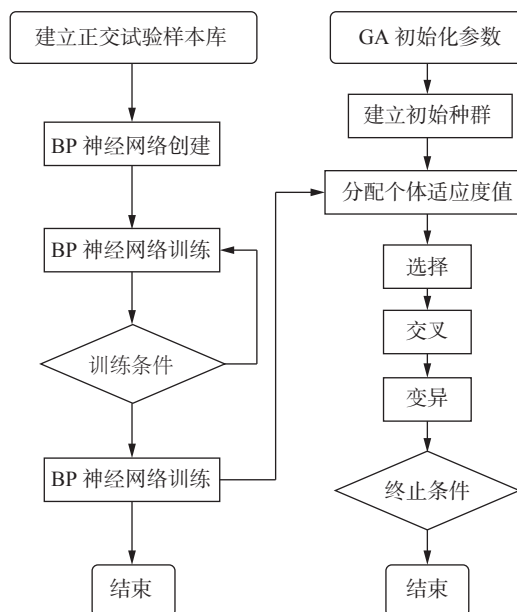 建立正交试验样本库
BP 神经网络创建
BP 神经网络训练
训练条件
BP 神经网络训练
结束
GA 初始化参数
建立初始种群
分配个体适应度值
选择
交叉
变异
终止条件
结束